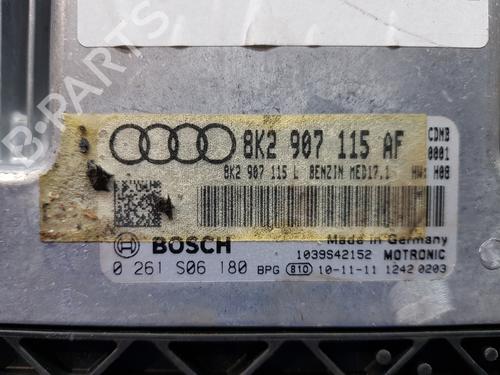 8K2 907 115 AF
CDMB
0001
8K2 907 115 L BENZIN MED17.1
HW: H08
BOSCH
Made in Germany
1039S42152 MOTRONIC
0 261 S06 180 BPG 810 10-11-11 1242 0203
B-PARTS